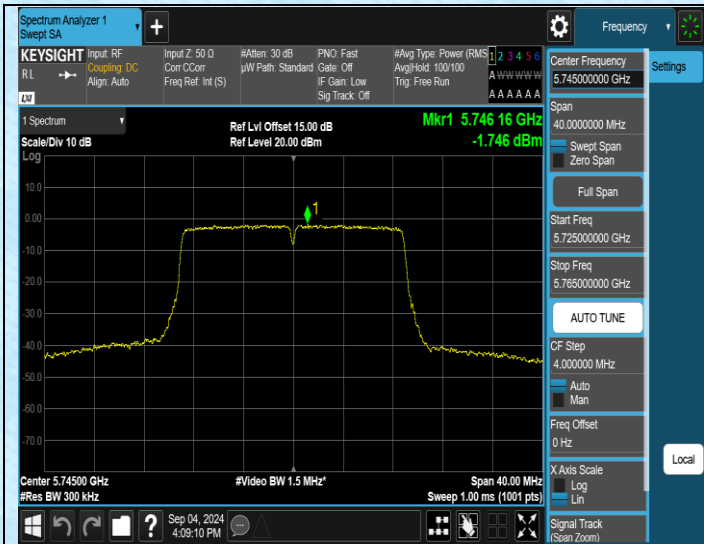 Spectrum Analyzer 1
Swept SA
+
Frequency
KEYSIGHT
RL
LXI
Input: RF
Coupling: DC
Align: Auto
Input Z: 50 Ω
Corr CCorr
Freq Ref: Int (S)
#Atten: 30 dB
µW Path: Standard
PNO: Fast
Gate: Off
IF Gain: Low
Sig Track: Off
#Avg Type: Power (RMS
Avg|Hold: 100/100
Trig: Free Run
1 2 3 4 5 6
A W W W W W
A A A A A A
1 Spectrum
Scale/Div 10 dB
Log
Ref Lvl Offset 15.00 dB
Ref Level 20.00 dBm
Mkr1 5.746 16 GHz
-1.746 dBm
1
10.0
0.00
-10.0
-20.0
-30.0
-40.0
-50.0
-60.0
-70.0
Center 5.74500 GHz
#Res BW 300 kHz
#Video BW 1.5 MHz*
Span 40.00 MHz
Sweep 1.00 ms (1001 pts)
Sep 04, 2024
4:09:10 PM
?
Center Frequency
5.745000000 GHz
Settings
Span
40.0000000 MHz
Swept Span
Zero Span
Full Span
Start Freq
5.725000000 GHz
Stop Freq
5.765000000 GHz
AUTO TUNE
CF Step
4.000000 MHz
Auto
Man
Freq Offset
0 Hz
X Axis Scale
Log
Lin
Local
Signal Track
(Span Zoom)